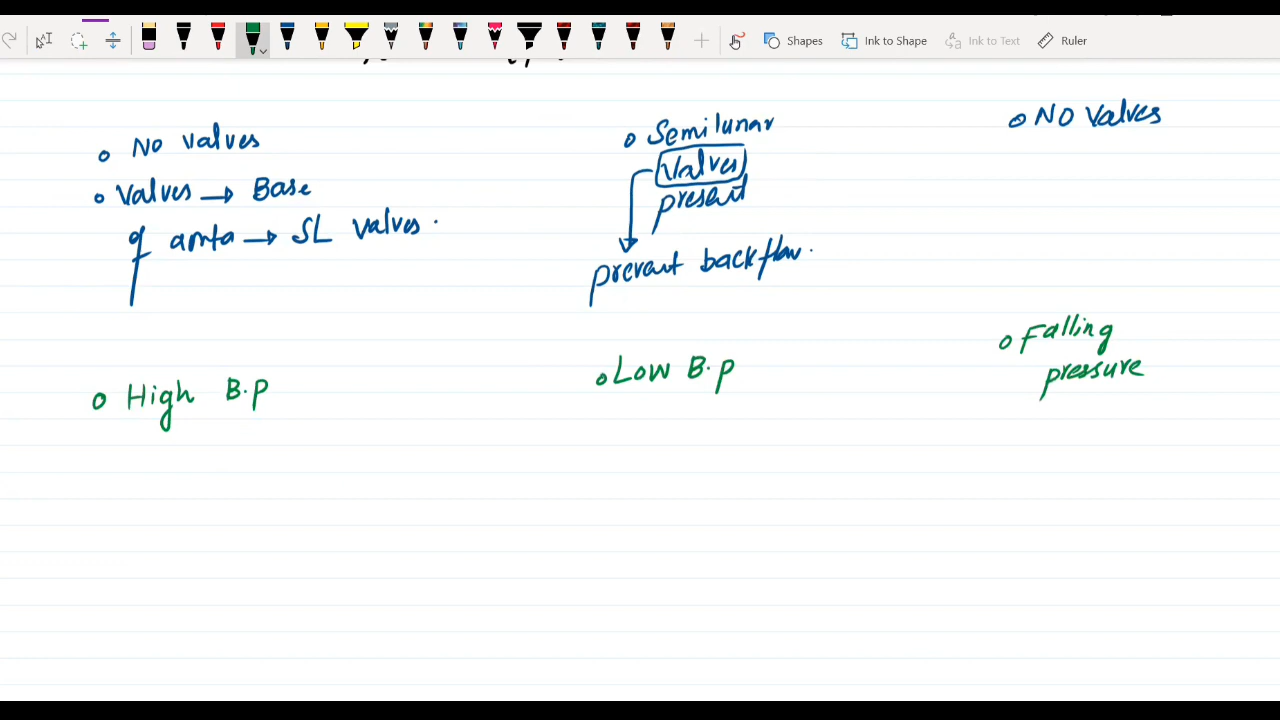 Shapes
Ink to Shape
Ink to Text
Ruler
No valves
Valves → Base
of aorta → SL valves.
Semilunar
Valves
present
prevent backflow.
No valves
High B.P
Low B.P
Falling
pressure